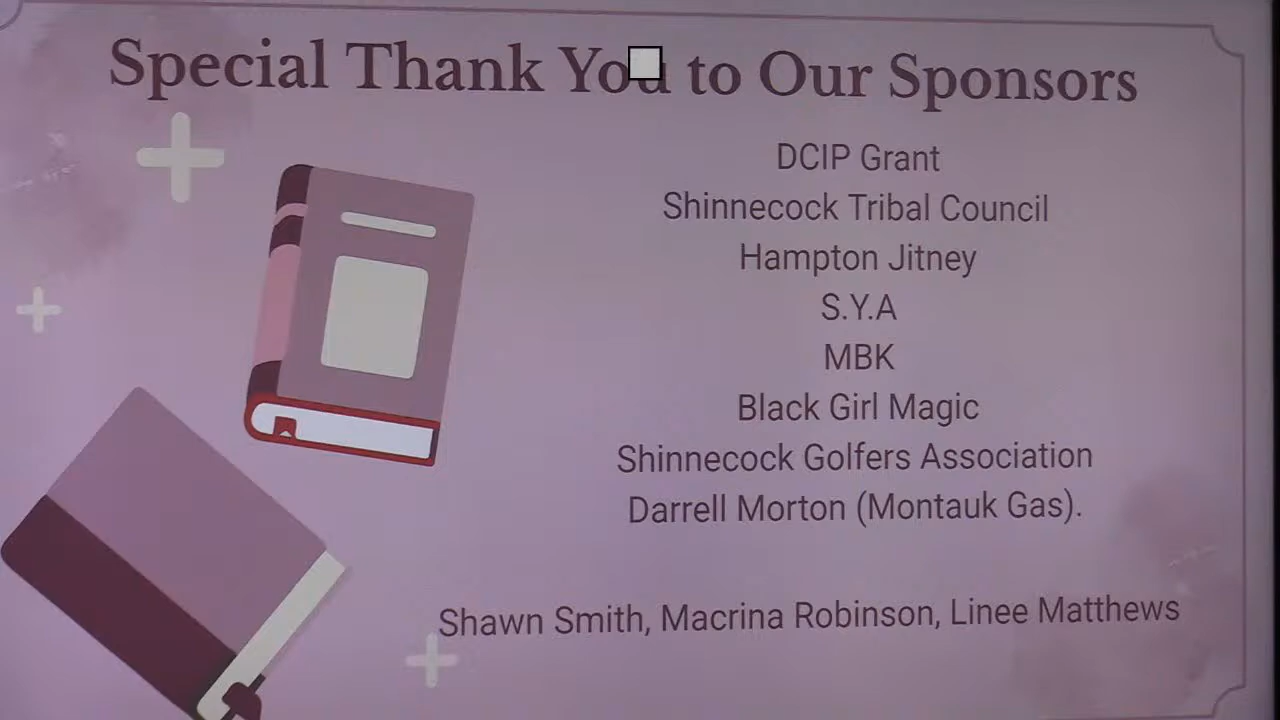 Special Thank You to Our Sponsors
DCIP Grant
Shinnecock Tribal Council
Hampton Jitney
S.Y.A
MBK
Black Girl Magic
Shinnecock Golfers Association
Darrell Morton (Montauk Gas).
Shawn Smith, Macrina Robinson, Linee Matthews